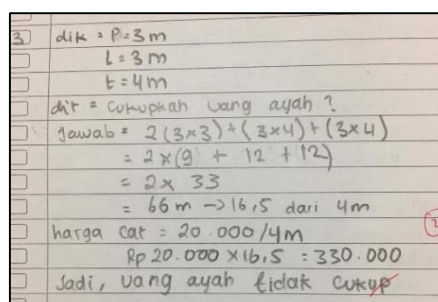 3 dik = P = 3 m
l = 3 m
t = 4 m
dit = Cukupkah uang ayah ?
Jawab = 2(3×3) + (3×4) + (3×4)
= 2 × (9 + 12 + 12)
= 2 × 33
= 66 m → 16,5 dari 4m
harga cat = 20.000/4m
Rp 20.000 × 16,5 = 330.000
Jadi, uang ayah tidak cukup